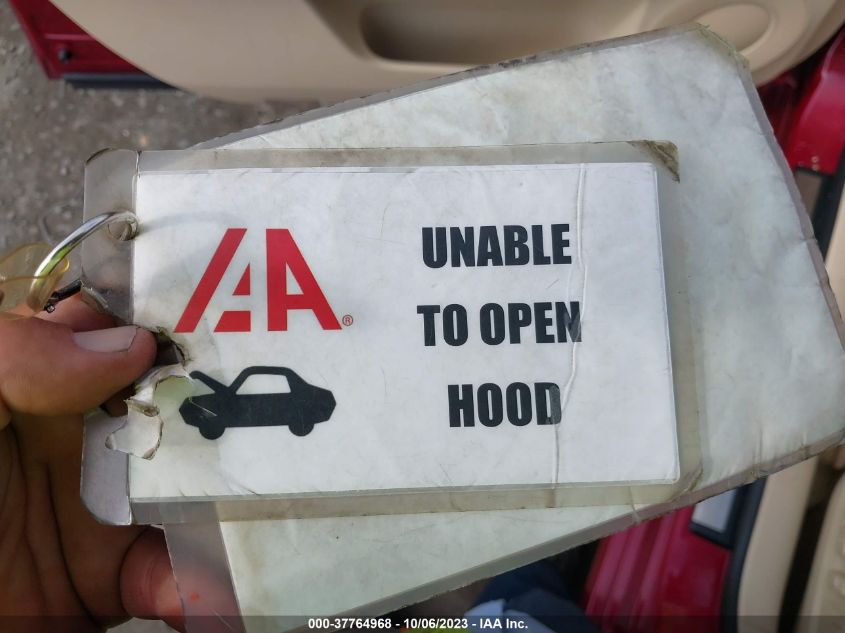 IAA®
UNABLE
TO OPEN
HOOD
000-37764968 - 10/06/2023 - IAA Inc.